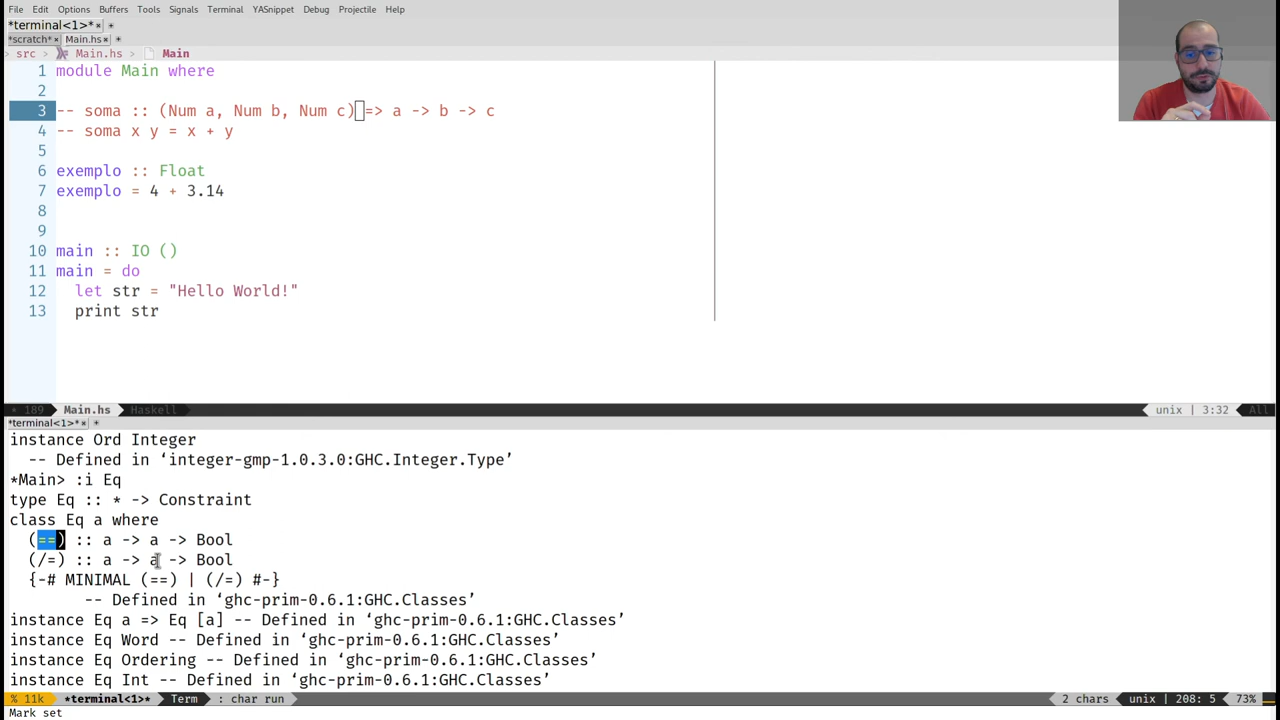 File Edit Options Buffers Tools Signals Terminal YASnippet Debug Projectile Help
*terminal<1>*
*scratch* Main.hs
src > Main.hs > Main
1 module Main where
2
3 -- soma :: (Num a, Num b, Num c) => a -> b -> c
4 -- soma x y = x + y
5
6 exemplo :: Float
7 exemplo = 4 + 3.14
8
9
10 main :: IO ()
11 main = do
12 let str = "Hello World!"
13 print str
189 Main.hs Haskell unix | 3:32 All
*terminal<1>*
instance Ord Integer
-- Defined in ‘integer-gmp-1.0.3.0:GHC.Integer.Type’
*Main> :i Eq
type Eq :: * -> Constraint
class Eq a where
(==) :: a -> a -> Bool
(/=) :: a -> a -> Bool
{-# MINIMAL (==) | (/=) #-}
-- Defined in ‘ghc-prim-0.6.1:GHC.Classes’
instance Eq a => Eq [a] -- Defined in ‘ghc-prim-0.6.1:GHC.Classes’
instance Eq Word -- Defined in ‘ghc-prim-0.6.1:GHC.Classes’
instance Eq Ordering -- Defined in ‘ghc-prim-0.6.1:GHC.Classes’
instance Eq Int -- Defined in ‘ghc-prim-0.6.1:GHC.Classes’
% 11k *terminal<1>* Term : char run 2 chars unix | 208: 5 73%
Mark set